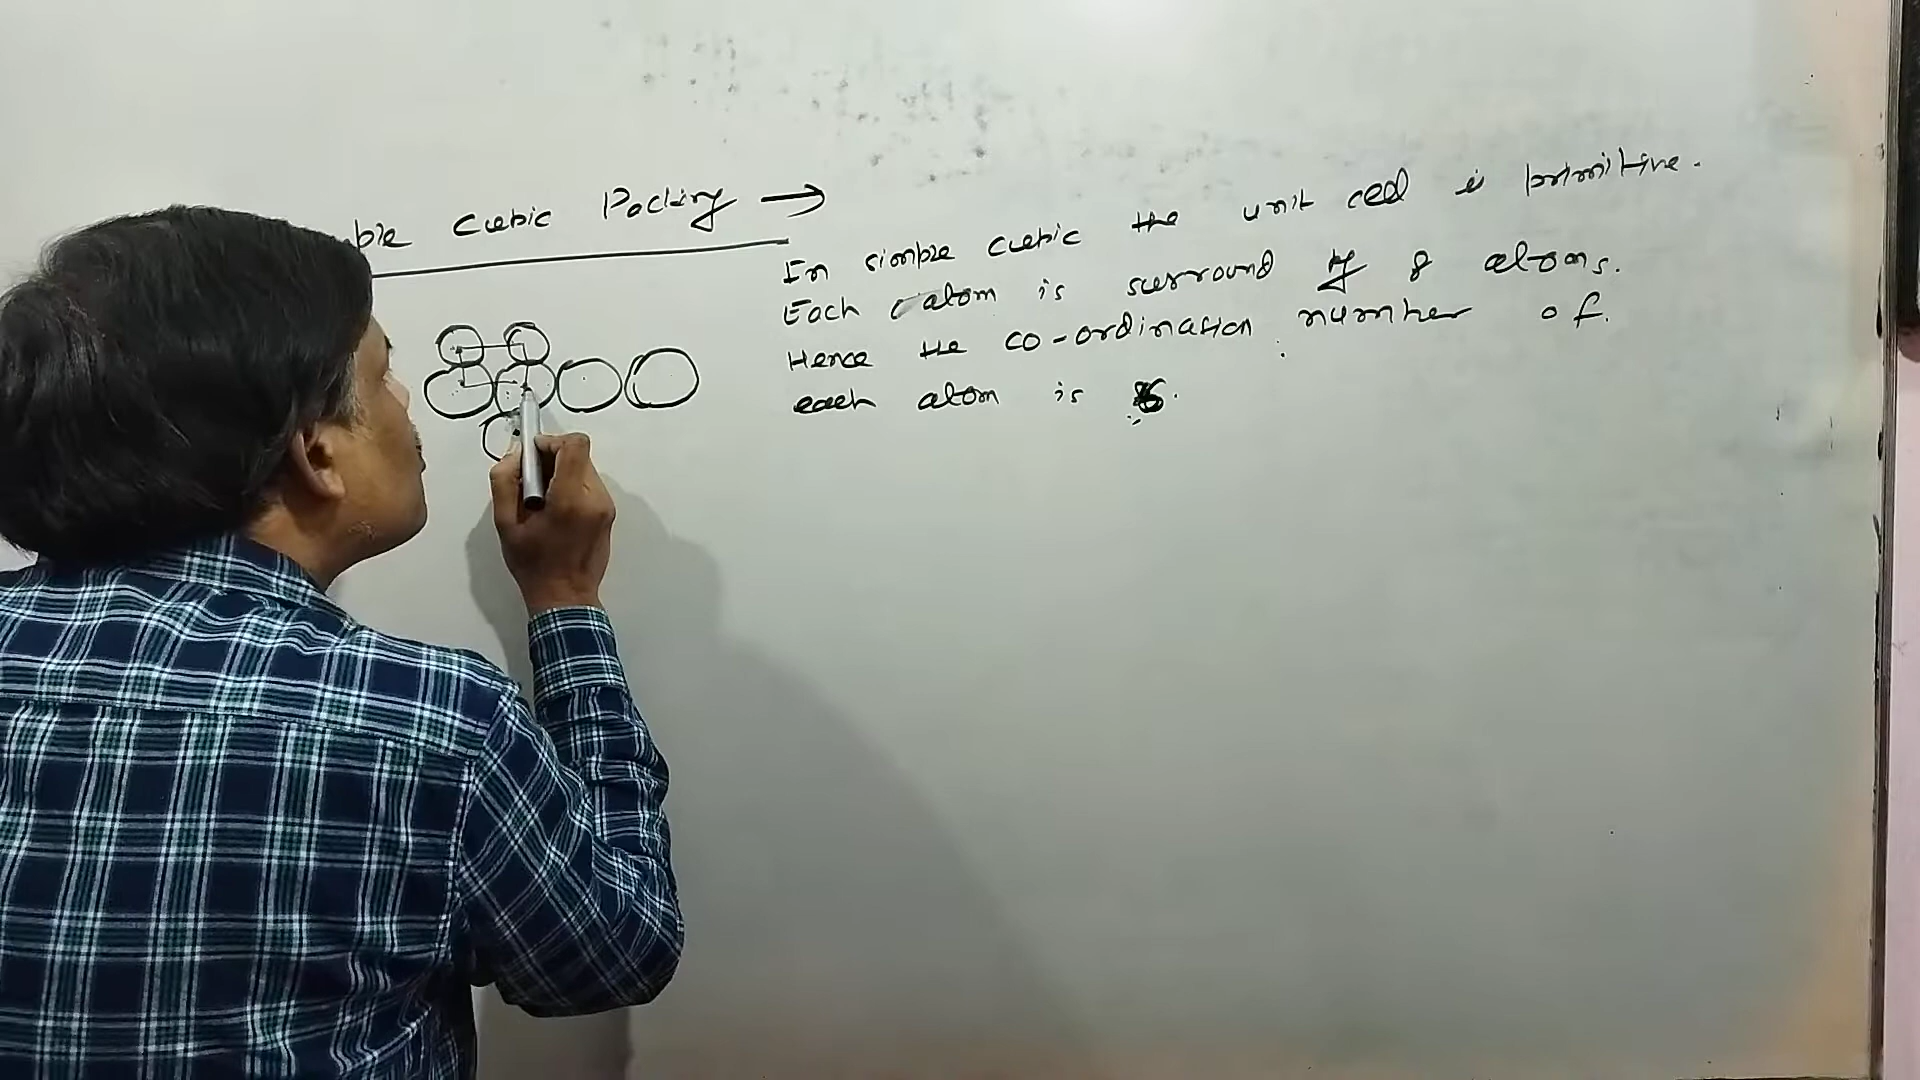 Cubic Packing →
In simple cubic the unit cell is primitive.
Each atom is surround by 8 atoms.
Hence the co-ordination number of.
each atom is